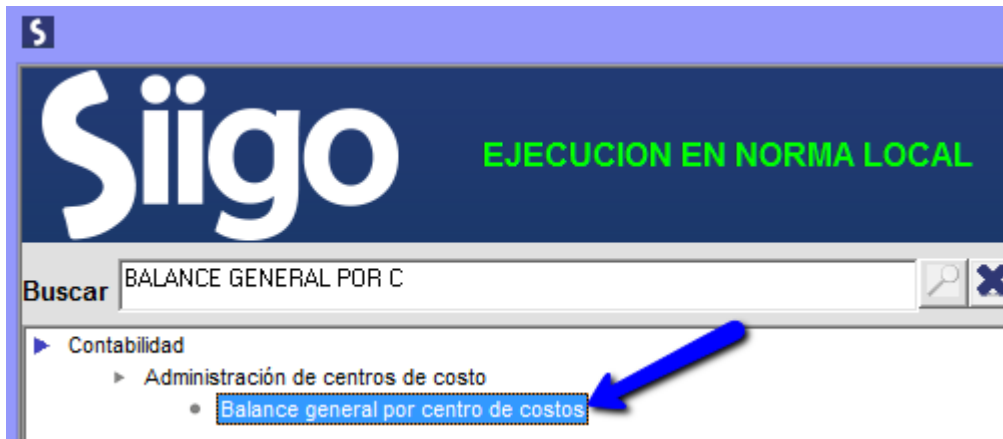 S
Siigo
EJECUCION EN NORMA LOCAL
Buscar BALANCE GENERAL POR C
Contabilidad
Administración de centros de costo
Balance general por centro de costos